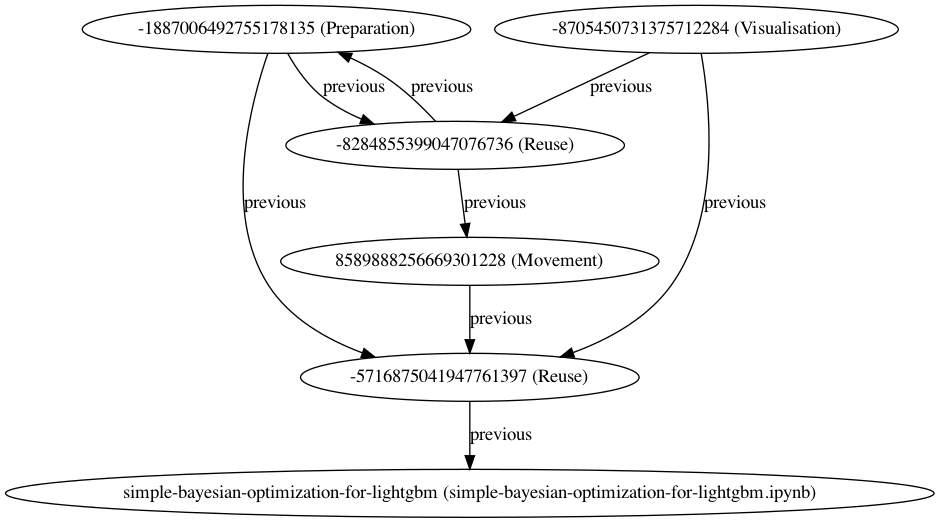 -1887006492755178135 (Preparation)
-8705450731375712284 (Visualisation)
previous
previous
previous
-8284855399047076736 (Reuse)
previous
previous
previous
8589888256669301228 (Movement)
previous
-5716875041947761397 (Reuse)
previous
simple-bayesian-optimization-for-lightgbm (simple-bayesian-optimization-for-lightgbm.ipynb)